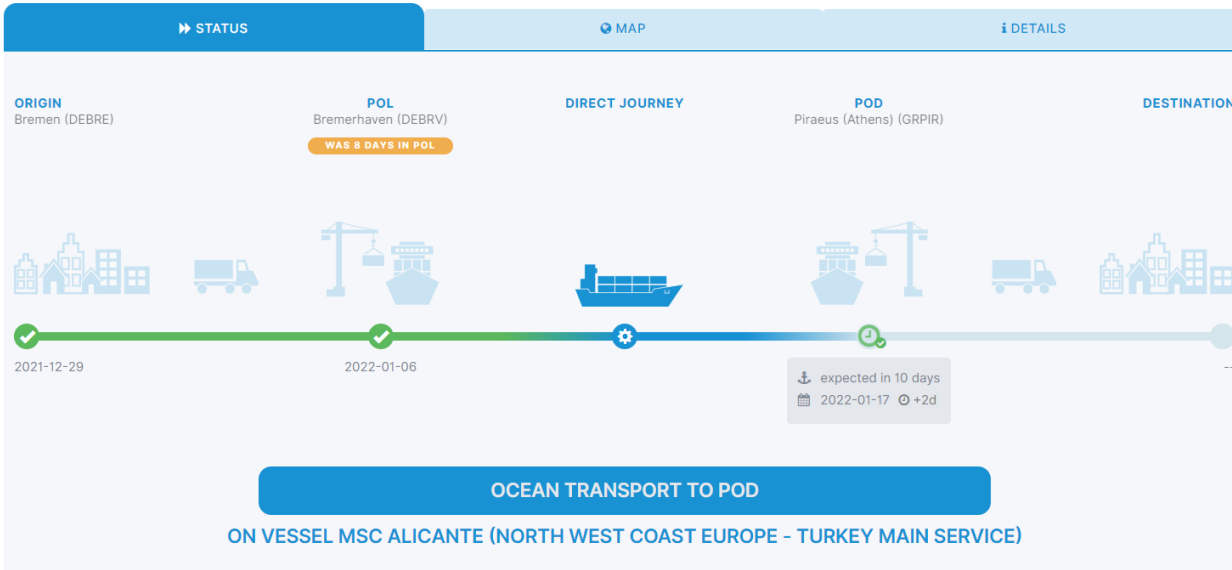 STATUS
MAP
DETAILS
ORIGIN
Bremen (DEBRE)
POL
Bremerhaven (DEBRV)
WAS 8 DAYS IN POL
DIRECT JOURNEY
POD
Piraeus (Athens) (GRPIR)
DESTINATION
2021-12-29
2022-01-06
expected in 10 days
2022-01-17 +2d
--
OCEAN TRANSPORT TO POD
ON VESSEL MSC ALICANTE (NORTH WEST COAST EUROPE - TURKEY MAIN SERVICE)